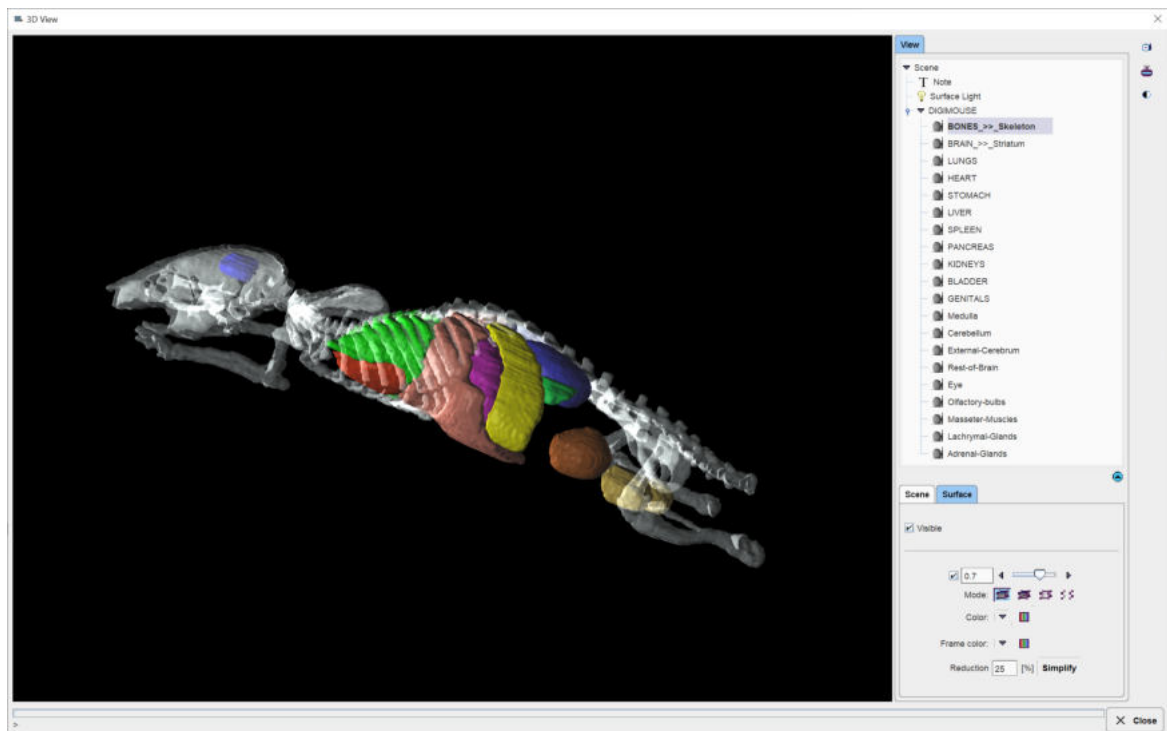 3D View
View
Scene
Note
Surface Light
DIGIMOUSE
BONES_>>_Skeleton
BRAIN_>>_Striatum
LUNGS
HEART
STOMACH
LIVER
SPLEEN
PANCREAS
KIDNEYS
BLADDER
GENITALS
Medulla
Cerebellum
External-Cerebrum
Rest-of-Brain
Eye
Olfactory-bulbs
Masseter-Muscles
Lachrymal-Glands
Adrenal-Glands
Scene Surface
Visible
0.7
Mode:
Color:
Frame color:
Reduction 25 [%] Simplify
>
Close